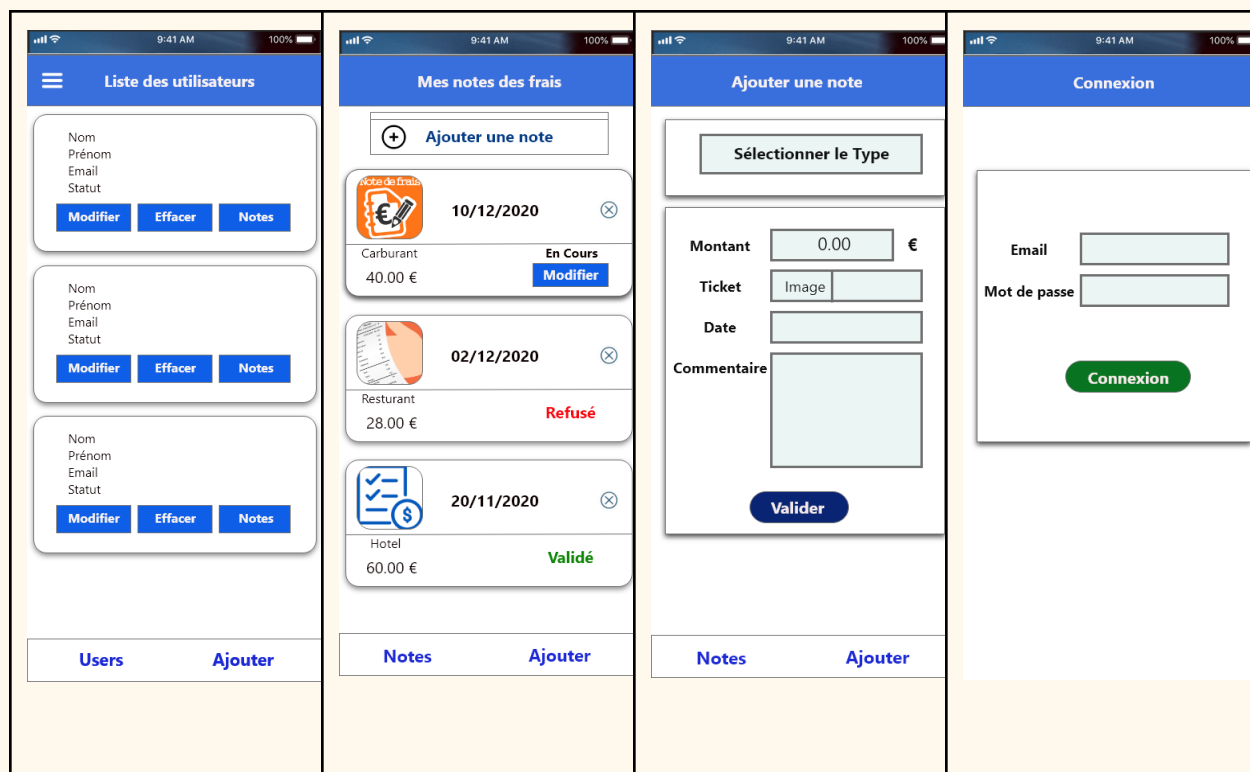 9:41 AM 100%
Liste des utilisateurs
Nom
Prénom
Email
Statut
Modifier Effacer Notes
Nom
Prénom
Email
Statut
Modifier Effacer Notes
Nom
Prénom
Email
Statut
Modifier Effacer Notes
Users Ajouter
9:41 AM 100%
Mes notes des frais
Ajouter une note
Note de frais
€
10/12/2020
Carburant En Cours
40.00 € Modifier
02/12/2020
Resturant
Refusé
28.00 €
$
20/11/2020
Hotel
Validé
60.00 €
Notes Ajouter
9:41 AM 100%
Ajouter une note
Sélectionner le Type
Montant 0.00 €
Ticket Image
Date
Commentaire
Valider
Notes Ajouter
9:41 AM 100%
Connexion
Email
Mot de passe
Connexion